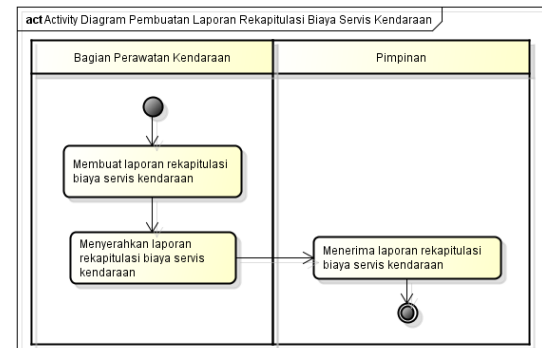 act Activity Diagram Pembuatan Laporan Rekapitulasi Biaya Servis Kendaraan
Bagian Perawatan Kendaraan
Pimpinan
Membuat laporan rekapitulasi
biaya servis kendaraan
Menyerahkan laporan
rekapitulasi biaya servis
kendaraan
Menerima laporan rekapitulasi
biaya servis kendaraan